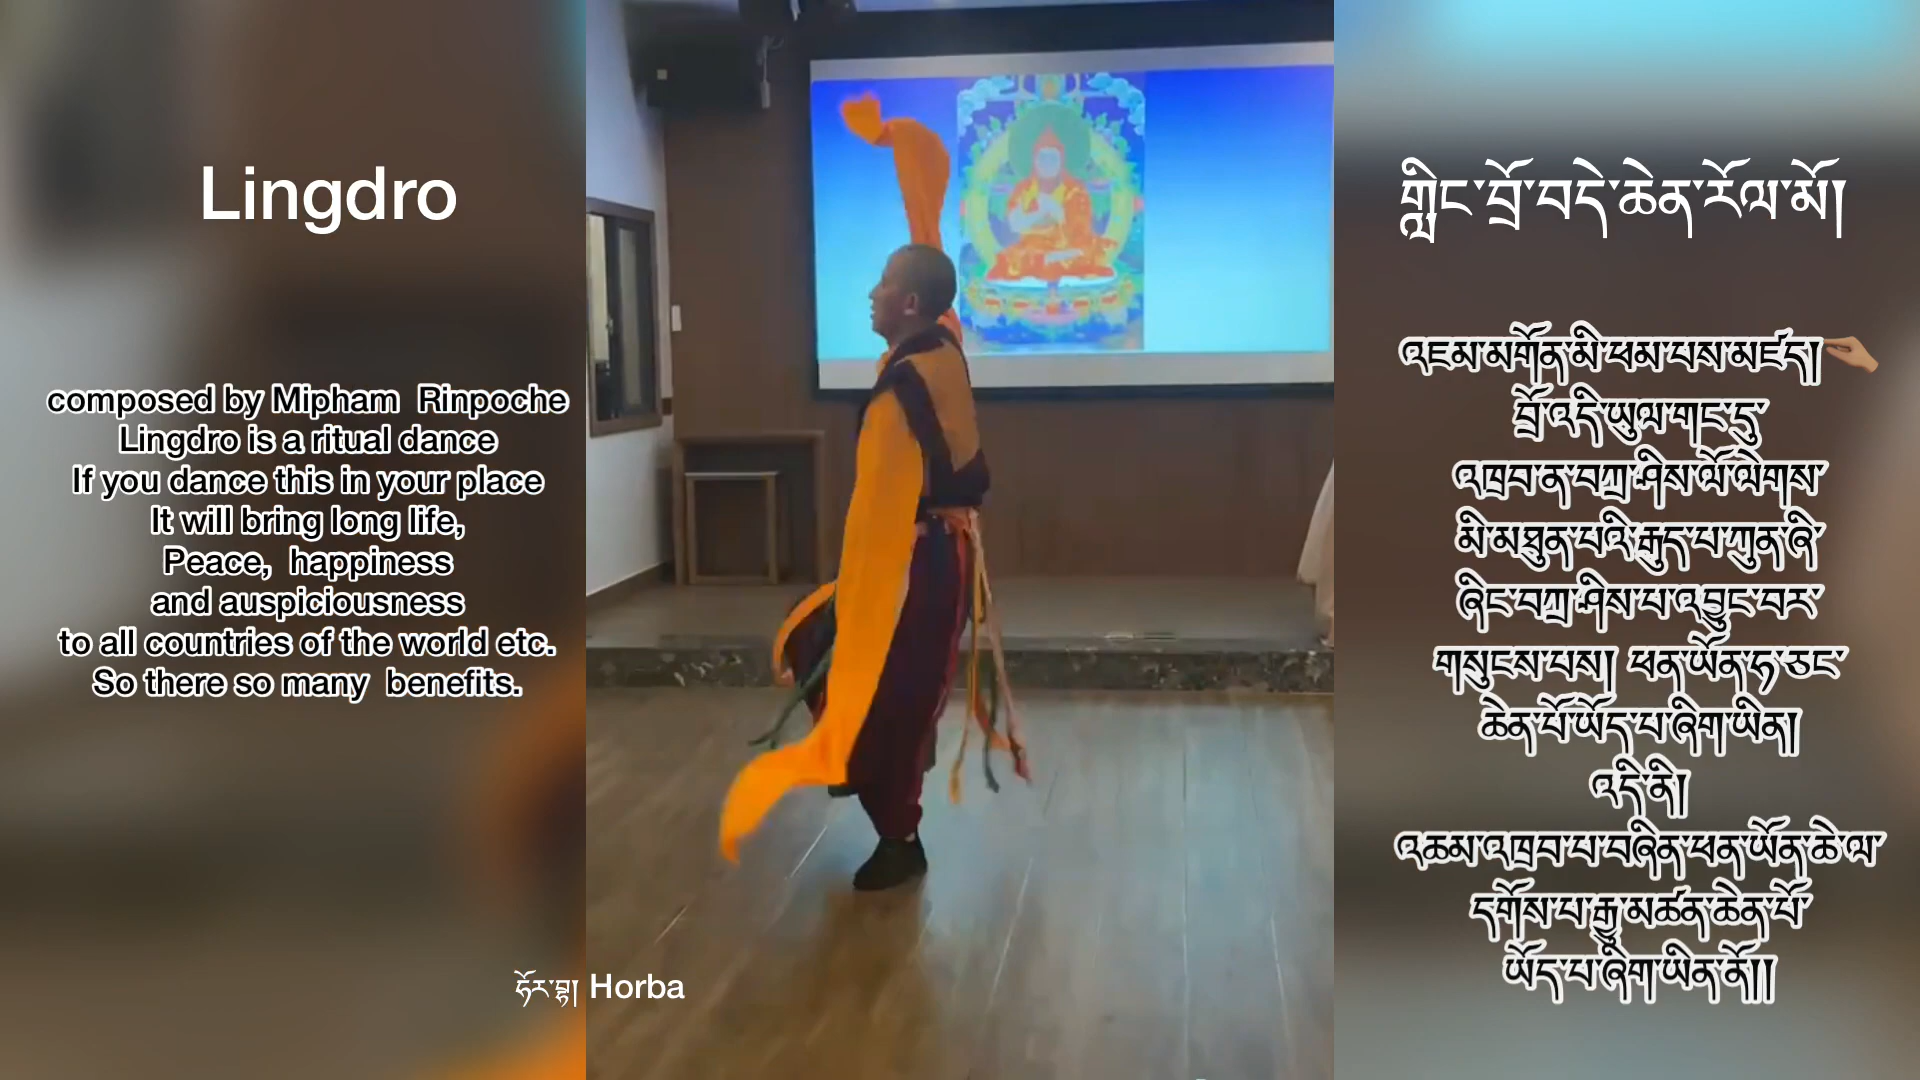 Lingdro
composed by Mipham  Rinpoche
Lingdro is a ritual dance
If you dance this in your place
It will bring long life,
Peace,  happiness
and auspiciousness
to all countries of the world etc.
So there so many  benefits.
ཧོར་བྷ། Horba
གླིང་བྲོ་བདེ་ཆེན་རོལ་མོ།
འཇམ་མགོན་མི་ཕམ་པས་མཛད།
བྲོ་འདི་ཡུལ་གང་དུ་
འཁྲབ་ན་བཀྲ་ཤིས་ལོ་ལེགས་
མི་མཐུན་པའི་རྒུད་པ་ཀུན་ཞི་
ཞིང་བཀྲ་ཤིས་པ་འབྱུང་བར་
གསུངས་པས། ཕན་ཡོན་ཧ་ཅང་
ཆེན་པོ་ཡོད་པ་ཞིག་ཡིན།
འདི་ནི།
འཆམ་འཁྲབ་པ་བཞིན་ཕན་ཡོན་ཆེ་ལ་
དགོས་པ་རྒྱུ་མཚན་ཆེན་པོ་
ཡོད་པ་ཞིག་ཡིན་ནོ།།